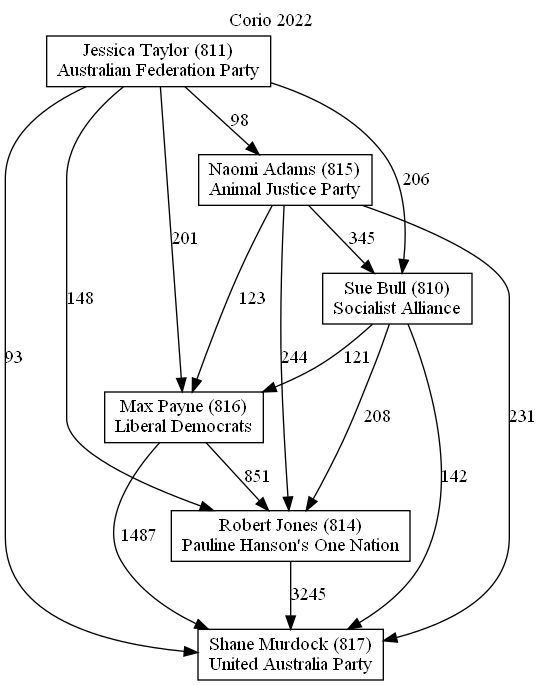 Corio 2022
Jessica Taylor (811)
Australian Federation Party
98
Naomi Adams (815)
Animal Justice Party
206
201
345
148
123
Sue Bull (810)
Socialist Alliance
93
244
121
231
Max Payne (816)
Liberal Democrats
208
851
142
1487
Robert Jones (814)
Pauline Hanson's One Nation
3245
Shane Murdock (817)
United Australia Party